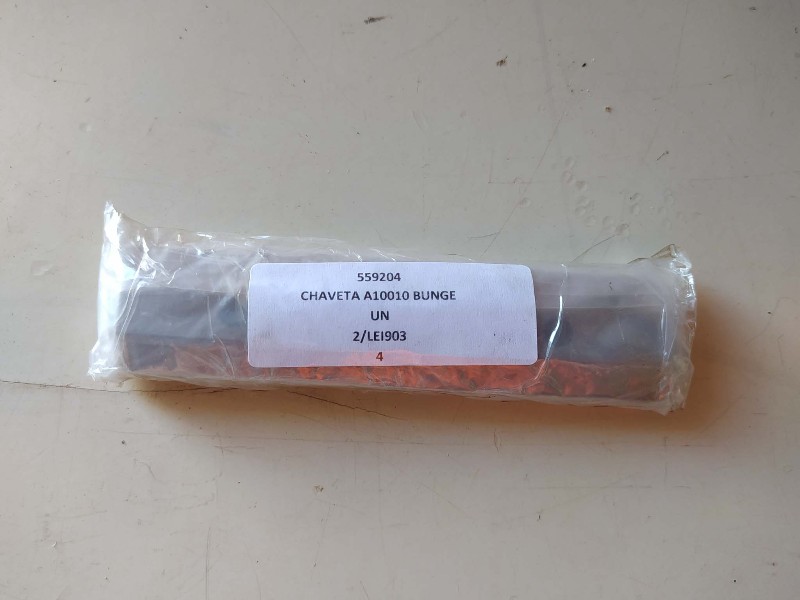 559204
CHAVETA A10010 BUNGE
UN
2/LEI903
4